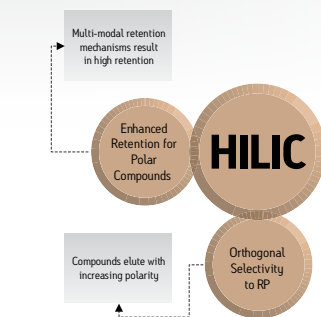 Multi-modal retention
mechanisms result
in high retention
Enhanced
Retention for
Polar
Compounds
HILIC
Compounds elute with
increasing polarity
Orthogonal
Selectivity
to RP